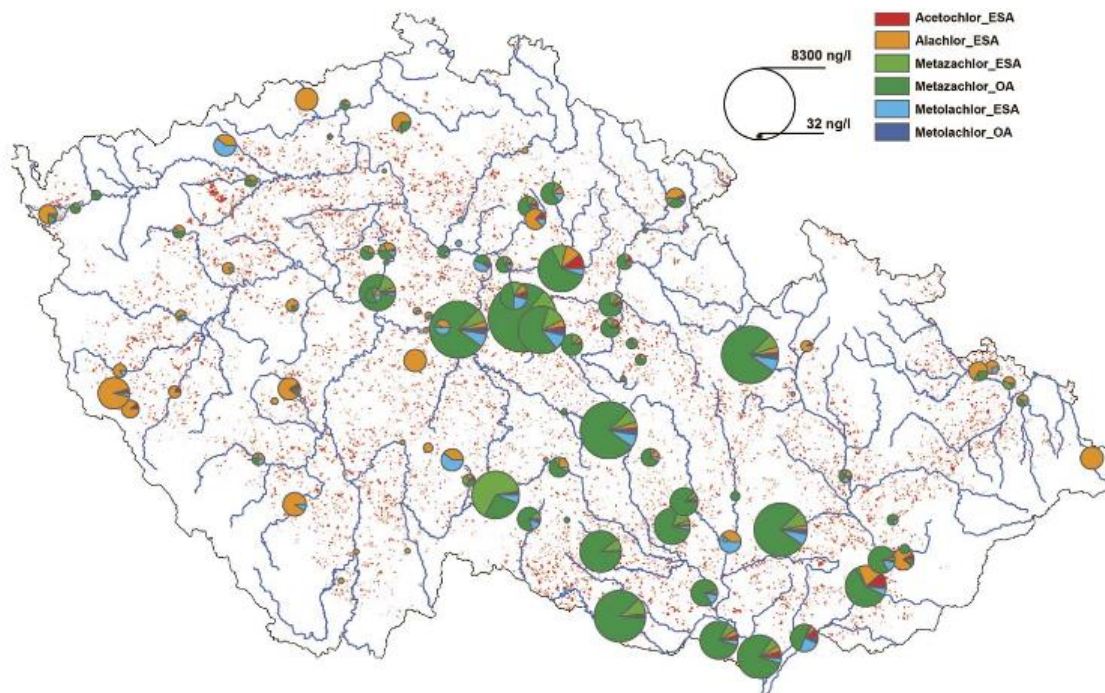 Acetochlor_ESA
Alachlor_ESA
Metazachlor_ESA
Metazachlor_OA
Metolachlor_ESA
Metolachlor_OA
8300 ng/l
32 ng/l